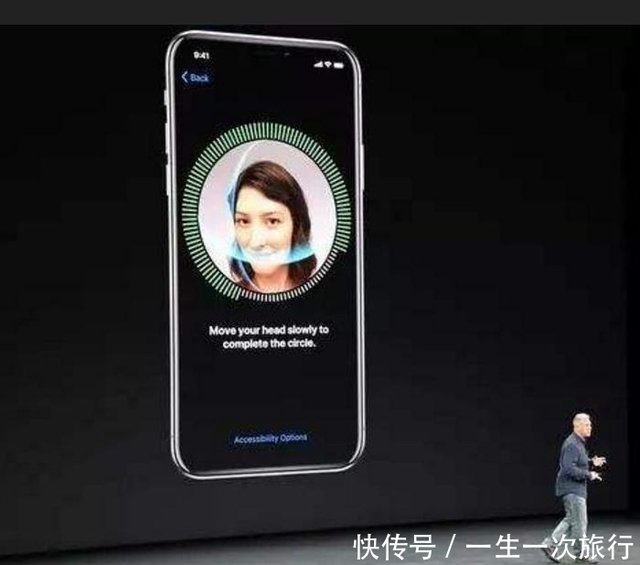 9:41
Back
Move your head slowly to
complete the circle.
Accessibility Options
快传号 / 一生一次旅行